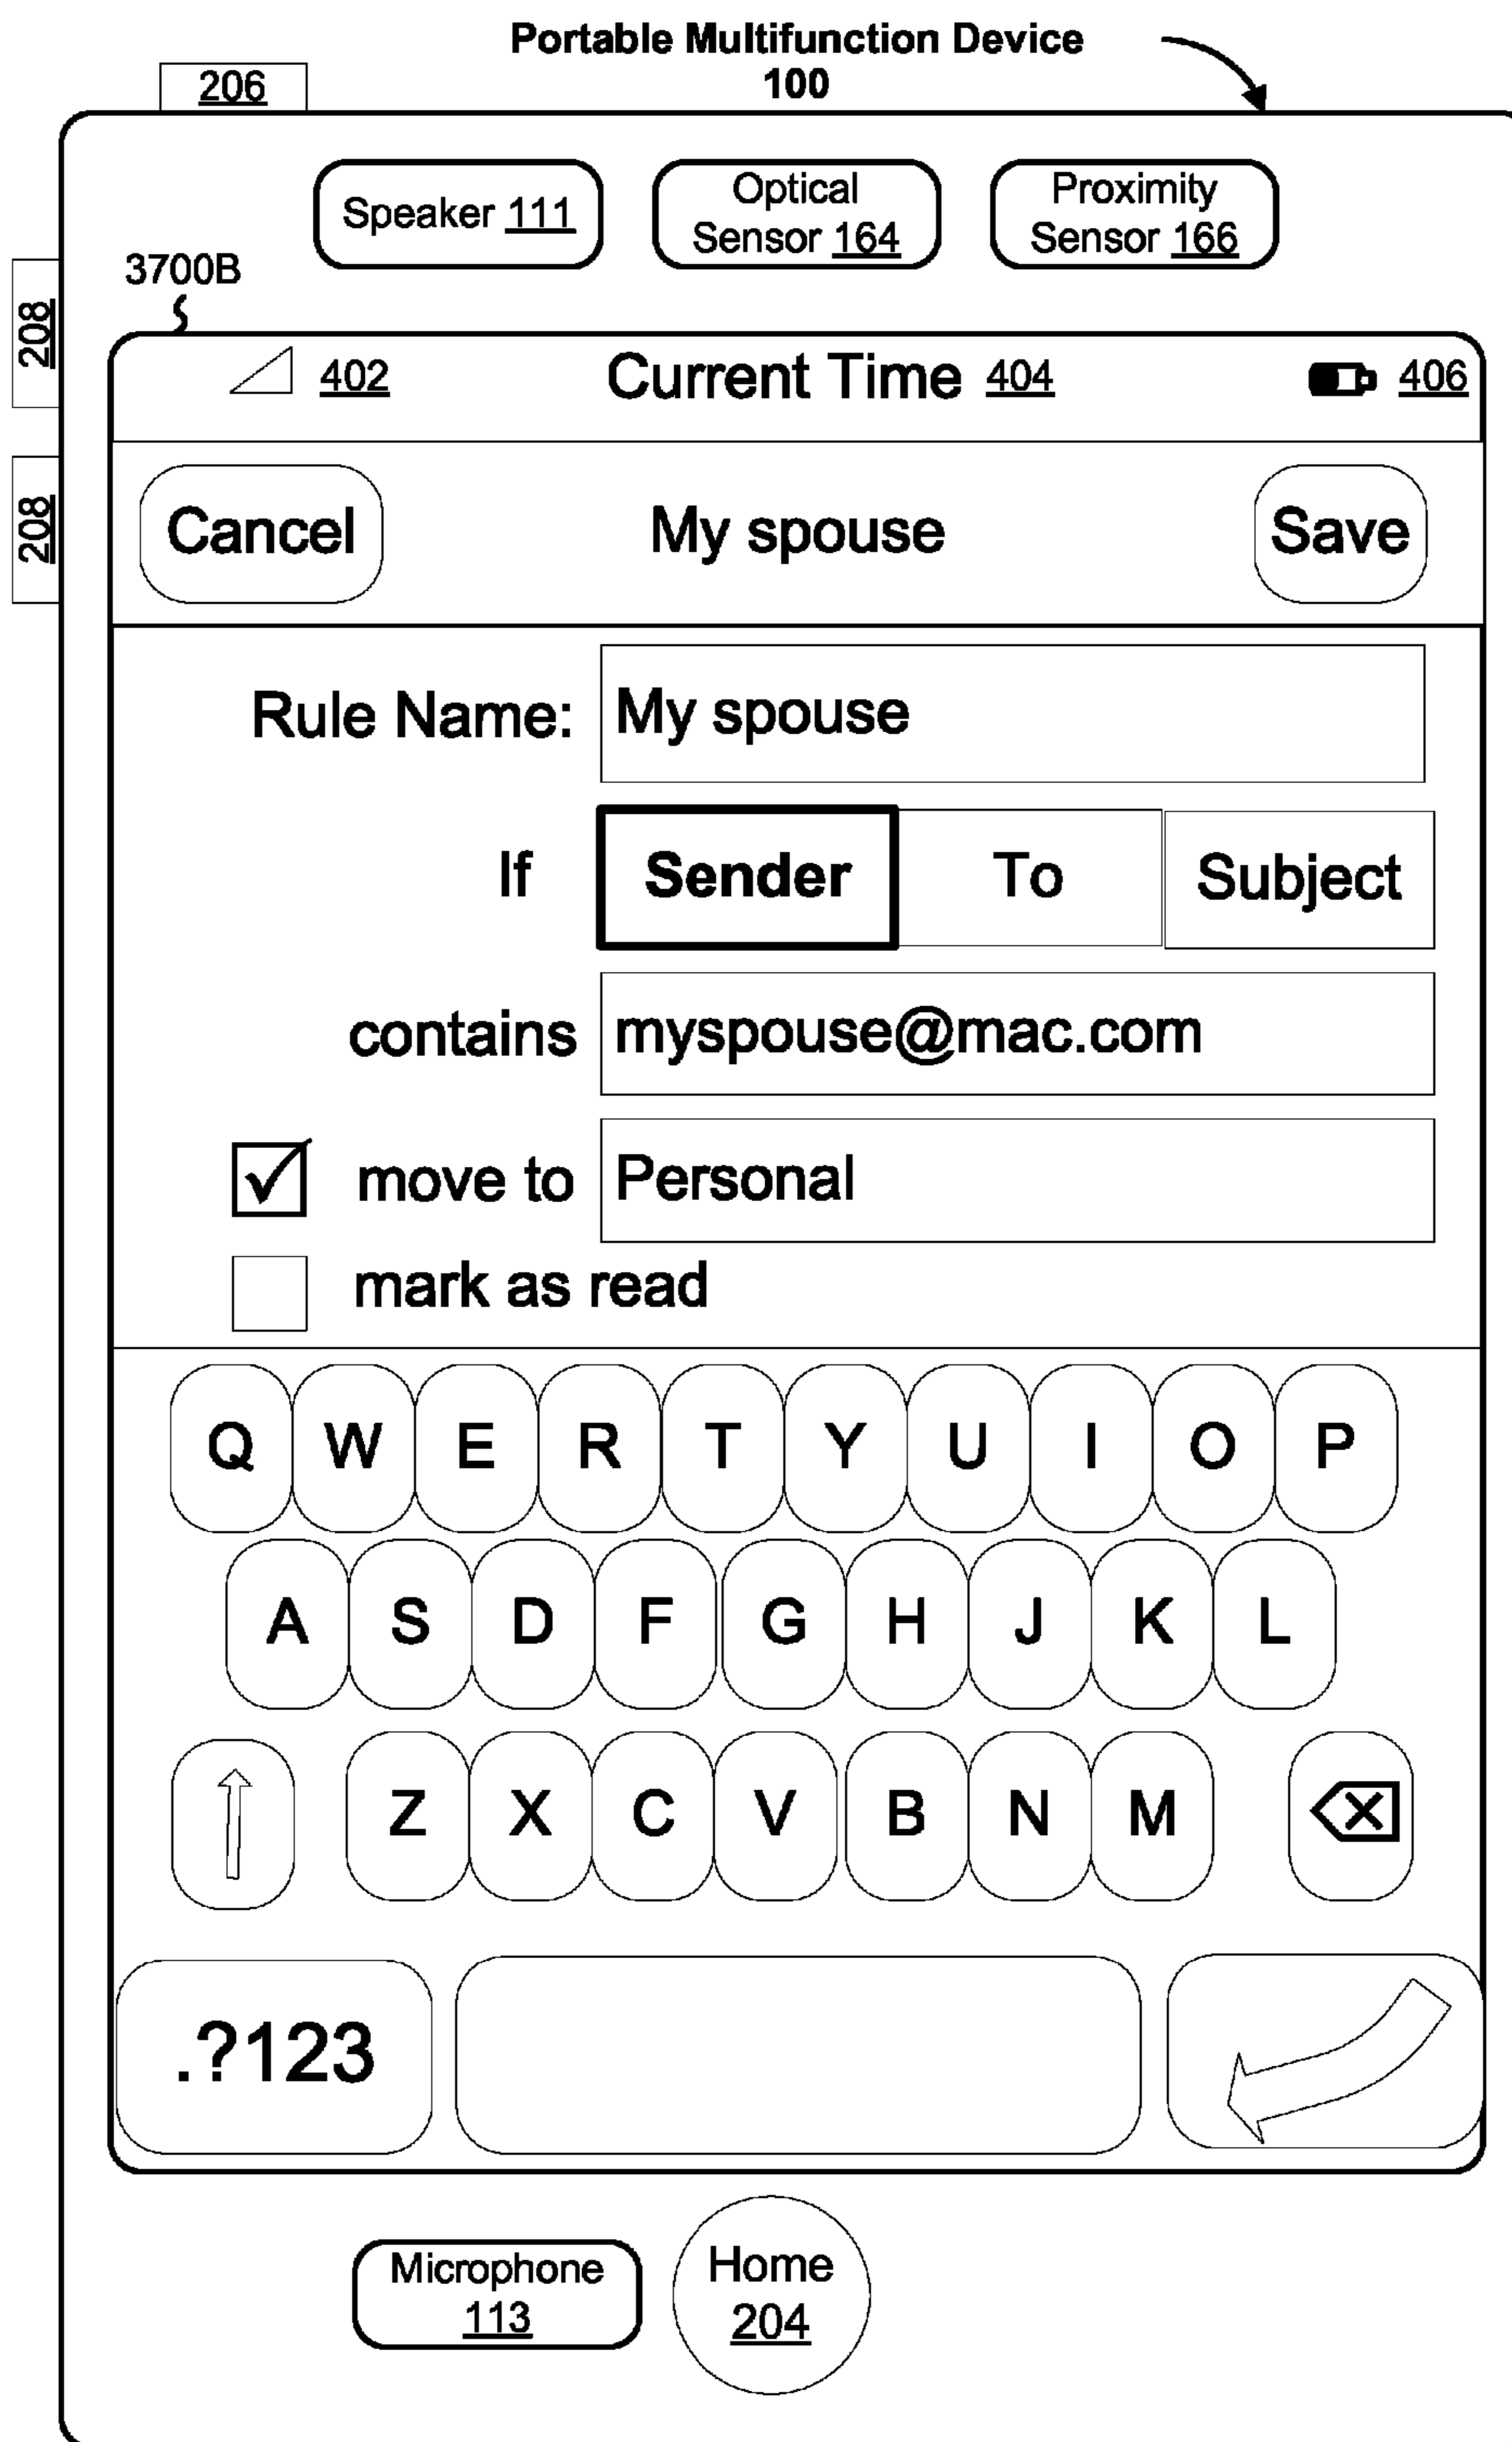 Portable Multifunction Device
100
206
Speaker 111
Optical
Sensor 164
Proximity
Sensor 166
3700B
208
402 Current Time 404 406
208
Cancel My spouse Save
Rule Name: My spouse
If Sender To Subject
contains myspouse@mac.com
move to Personal
mark as read
Q W E R T Y U I O P
A S D F G H J K L
Z X C V B N M
.?123
Microphone
113
Home
204